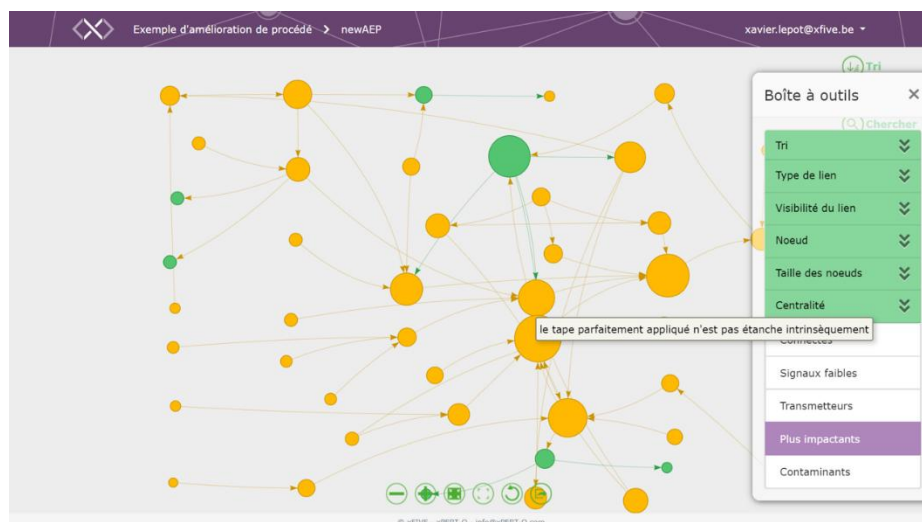 Exemple d'amélioration de procédé > newAEP
xavier.lepot@xfive.be
Tri
Boîte à outils
Chercher
Tri
Type de lien
Visibilité du lien
Noeud
Taille des noeuds
Centralité
le tape parfaitement appliqué n'est pas étanche intrinsèquement
Connectés
Signaux faibles
Transmetteurs
Plus impactants
Contaminants